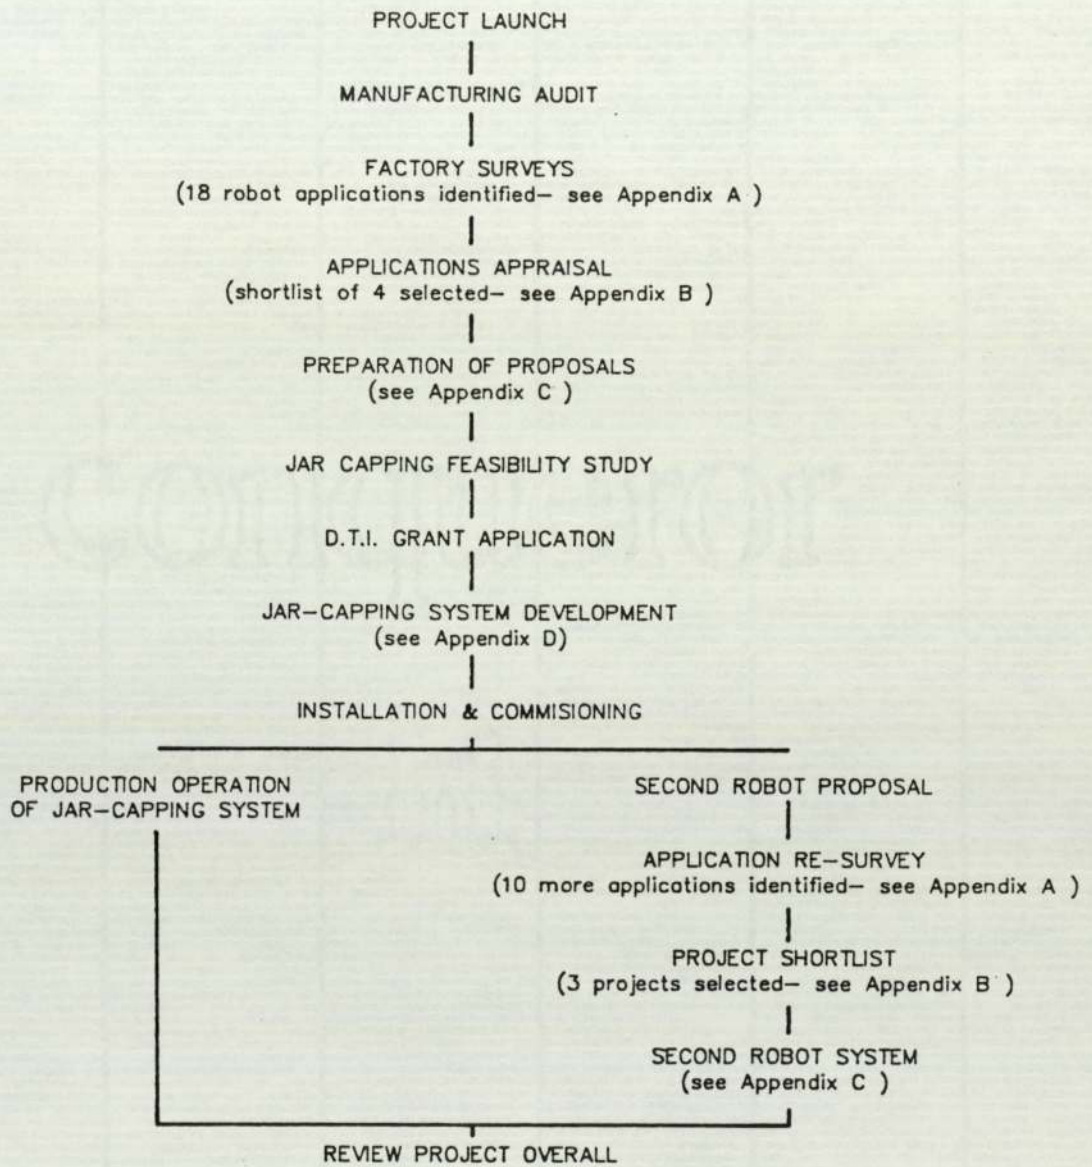 PROJECT LAUNCH
MANUFACTURING AUDIT
FACTORY SURVEYS
(18 robot applications identified— see Appendix A )
APPLICATIONS APPRAISAL
(shortlist of 4 selected— see Appendix B )
PREPARATION OF PROPOSALS
(see Appendix C )
JAR CAPPING FEASIBILITY STUDY
D.T.I. GRANT APPLICATION
JAR—CAPPING SYSTEM DEVELOPMENT
(see Appendix D)
INSTALLATION & COMMISIONING
PRODUCTION OPERATION
OF JAR—CAPPING SYSTEM
SECOND ROBOT PROPOSAL
APPLICATION RE—SURVEY
(10 more applications identified— see Appendix A )
PROJECT SHORTLIST
(3 projects selected— see Appendix B )
SECOND ROBOT SYSTEM
(see Appendix C )
REVIEW PROJECT OVERALL
Conqueror